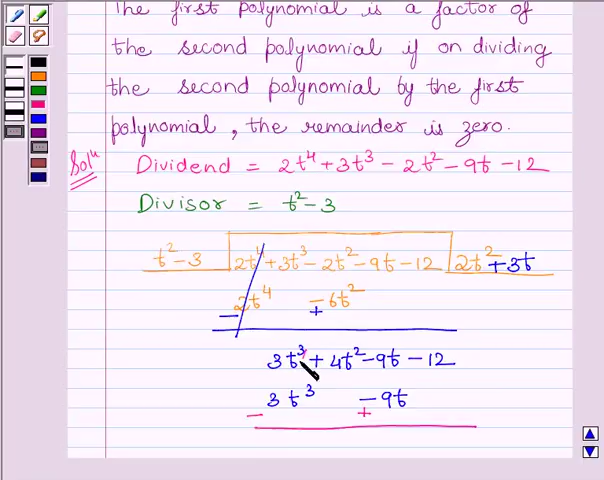 The first polynomial is a factor of
the second polynomial if on dividing
the second polynomial by the first
polynomial, the remainder is zero.
Solⁿ Dividend = 2t⁴ + 3t³ - 2t² - 9t - 12
Divisor = t² - 3
t² - 3 2t⁴ + 3t³ - 2t² - 9t - 12 2t² + 3t
2t⁴ - 6t²
- +
3t³ + 4t² - 9t - 12
3t³ - 9t
- +